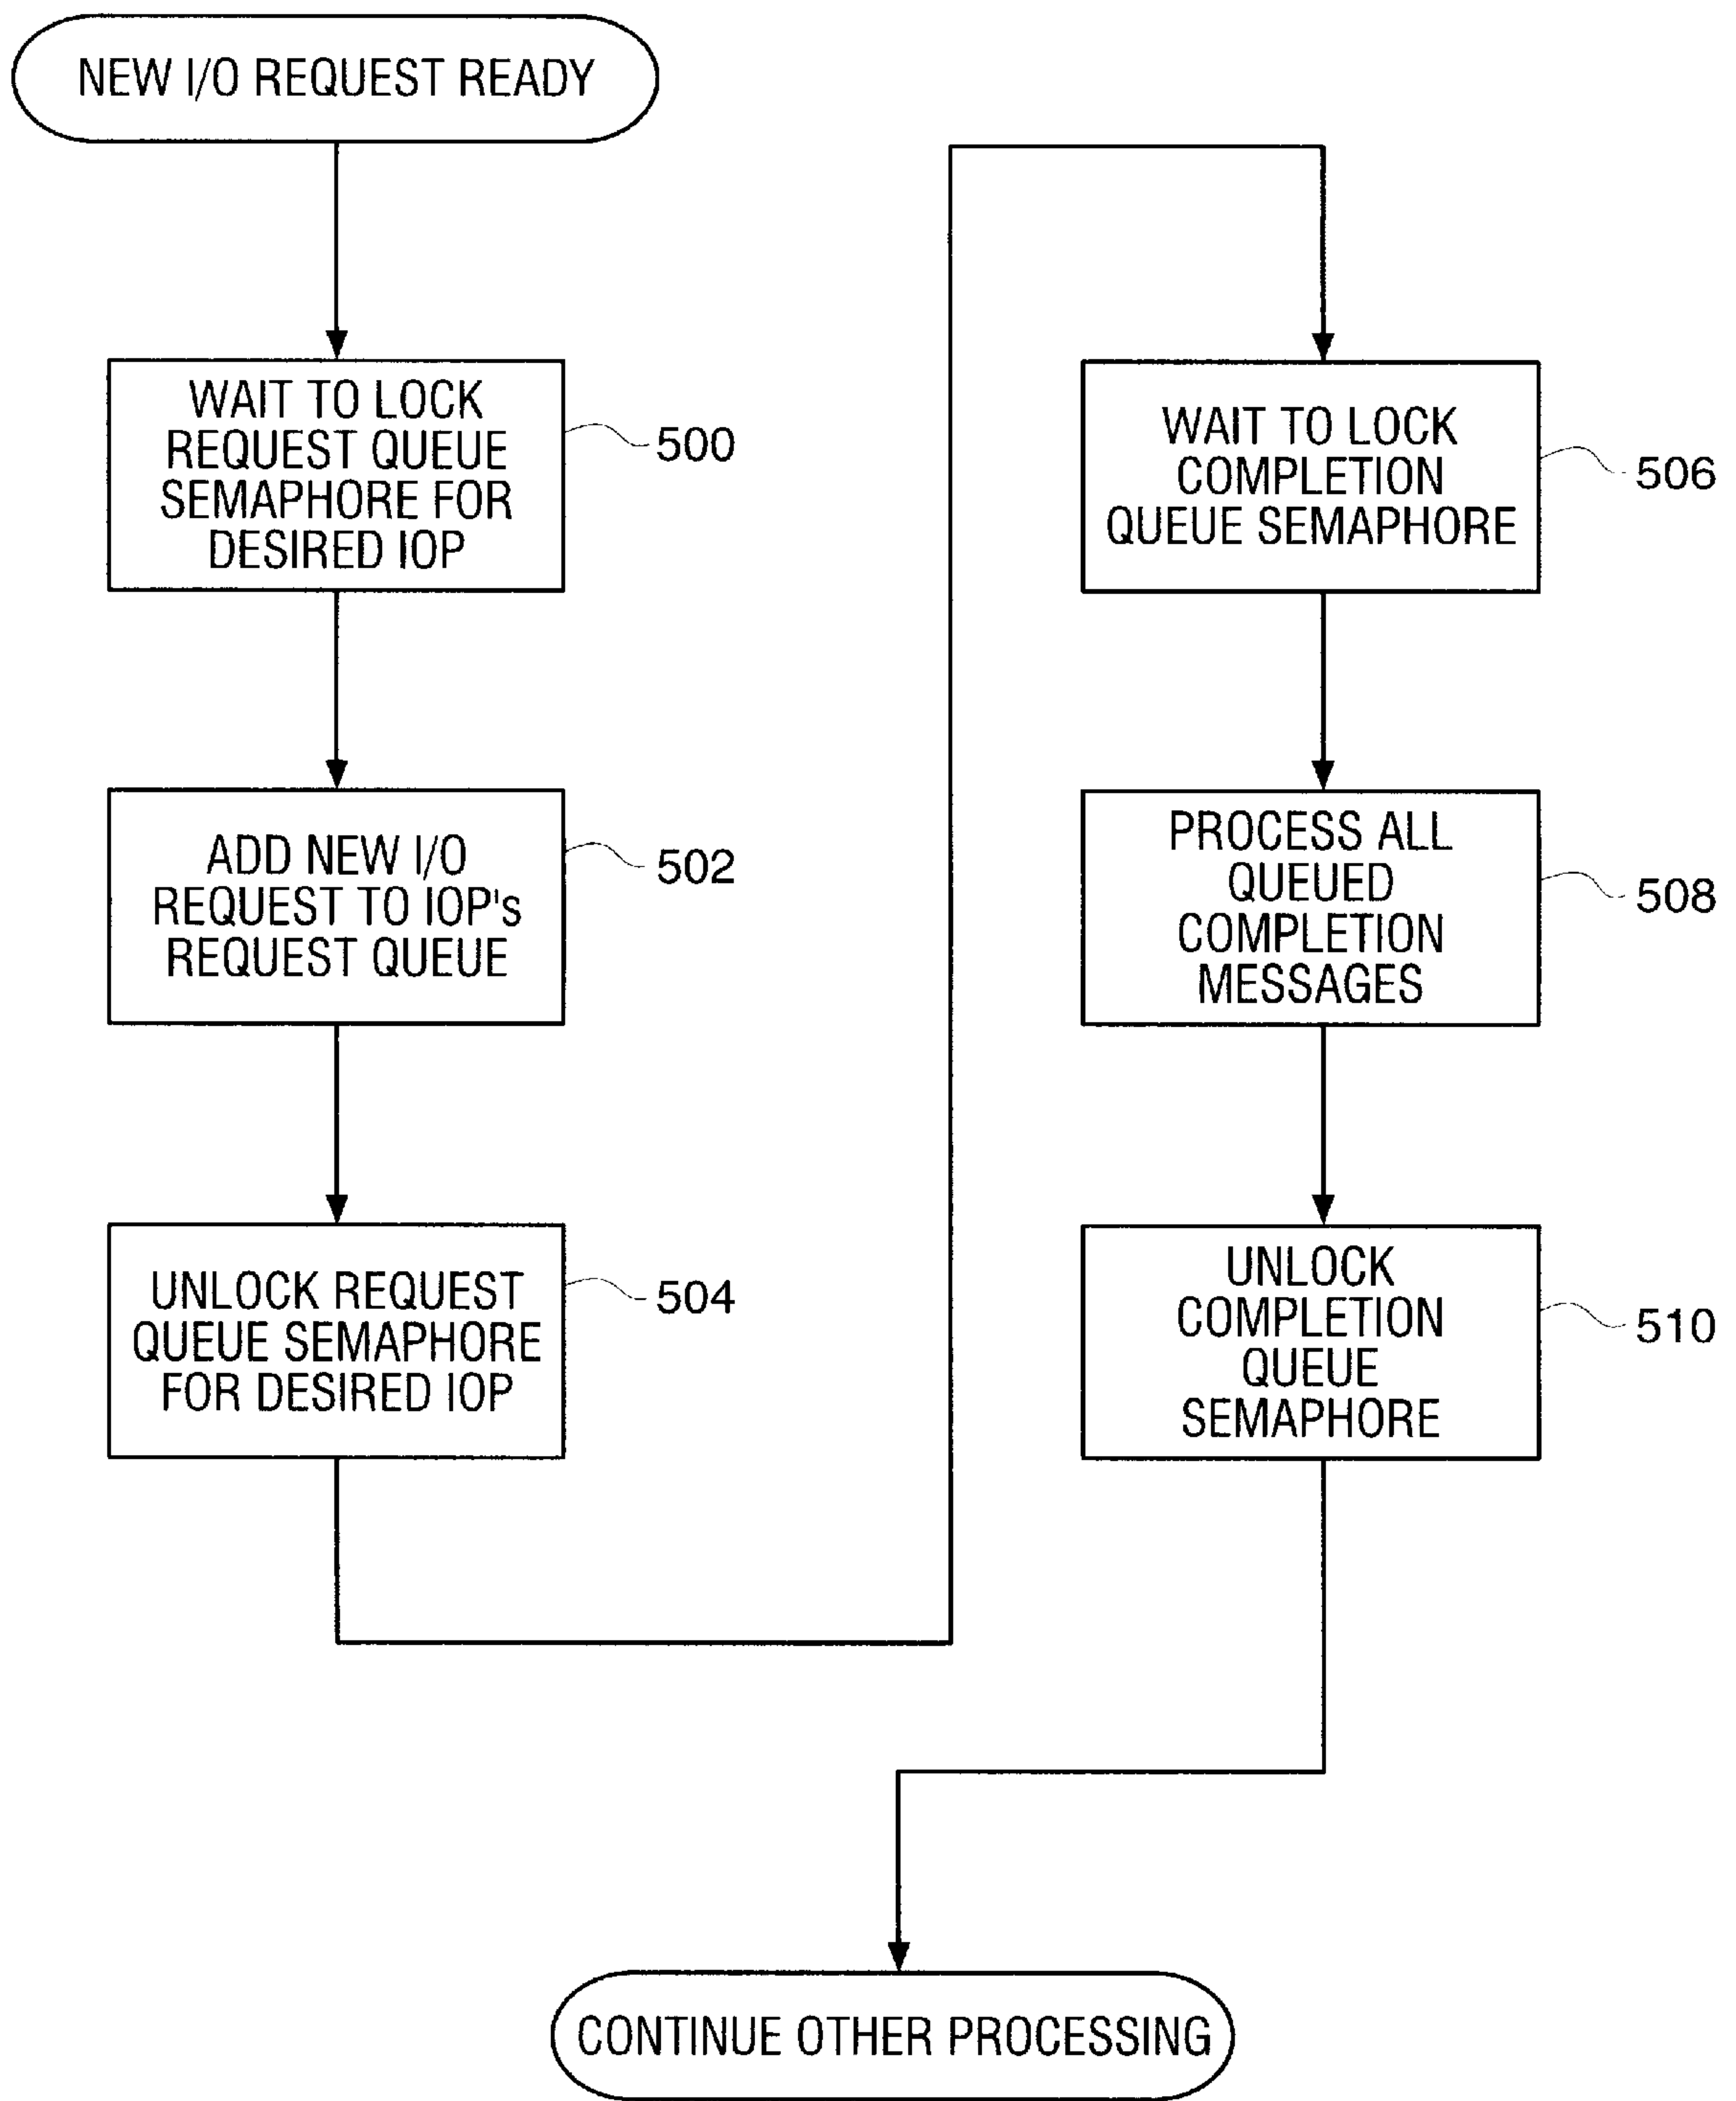 NEW I/O REQUEST READY
WAIT TO LOCK
REQUEST QUEUE
SEMAPHORE FOR
DESIRED IOP
500
ADD NEW I/O
REQUEST TO IOP's
REQUEST QUEUE
502
UNLOCK REQUEST
QUEUE SEMAPHORE
FOR DESIRED IOP
504
WAIT TO LOCK
COMPLETION
QUEUE SEMAPHORE
506
PROCESS ALL
QUEUED
COMPLETION
MESSAGES
508
UNLOCK
COMPLETION
QUEUE
SEMAPHORE
510
CONTINUE OTHER PROCESSING